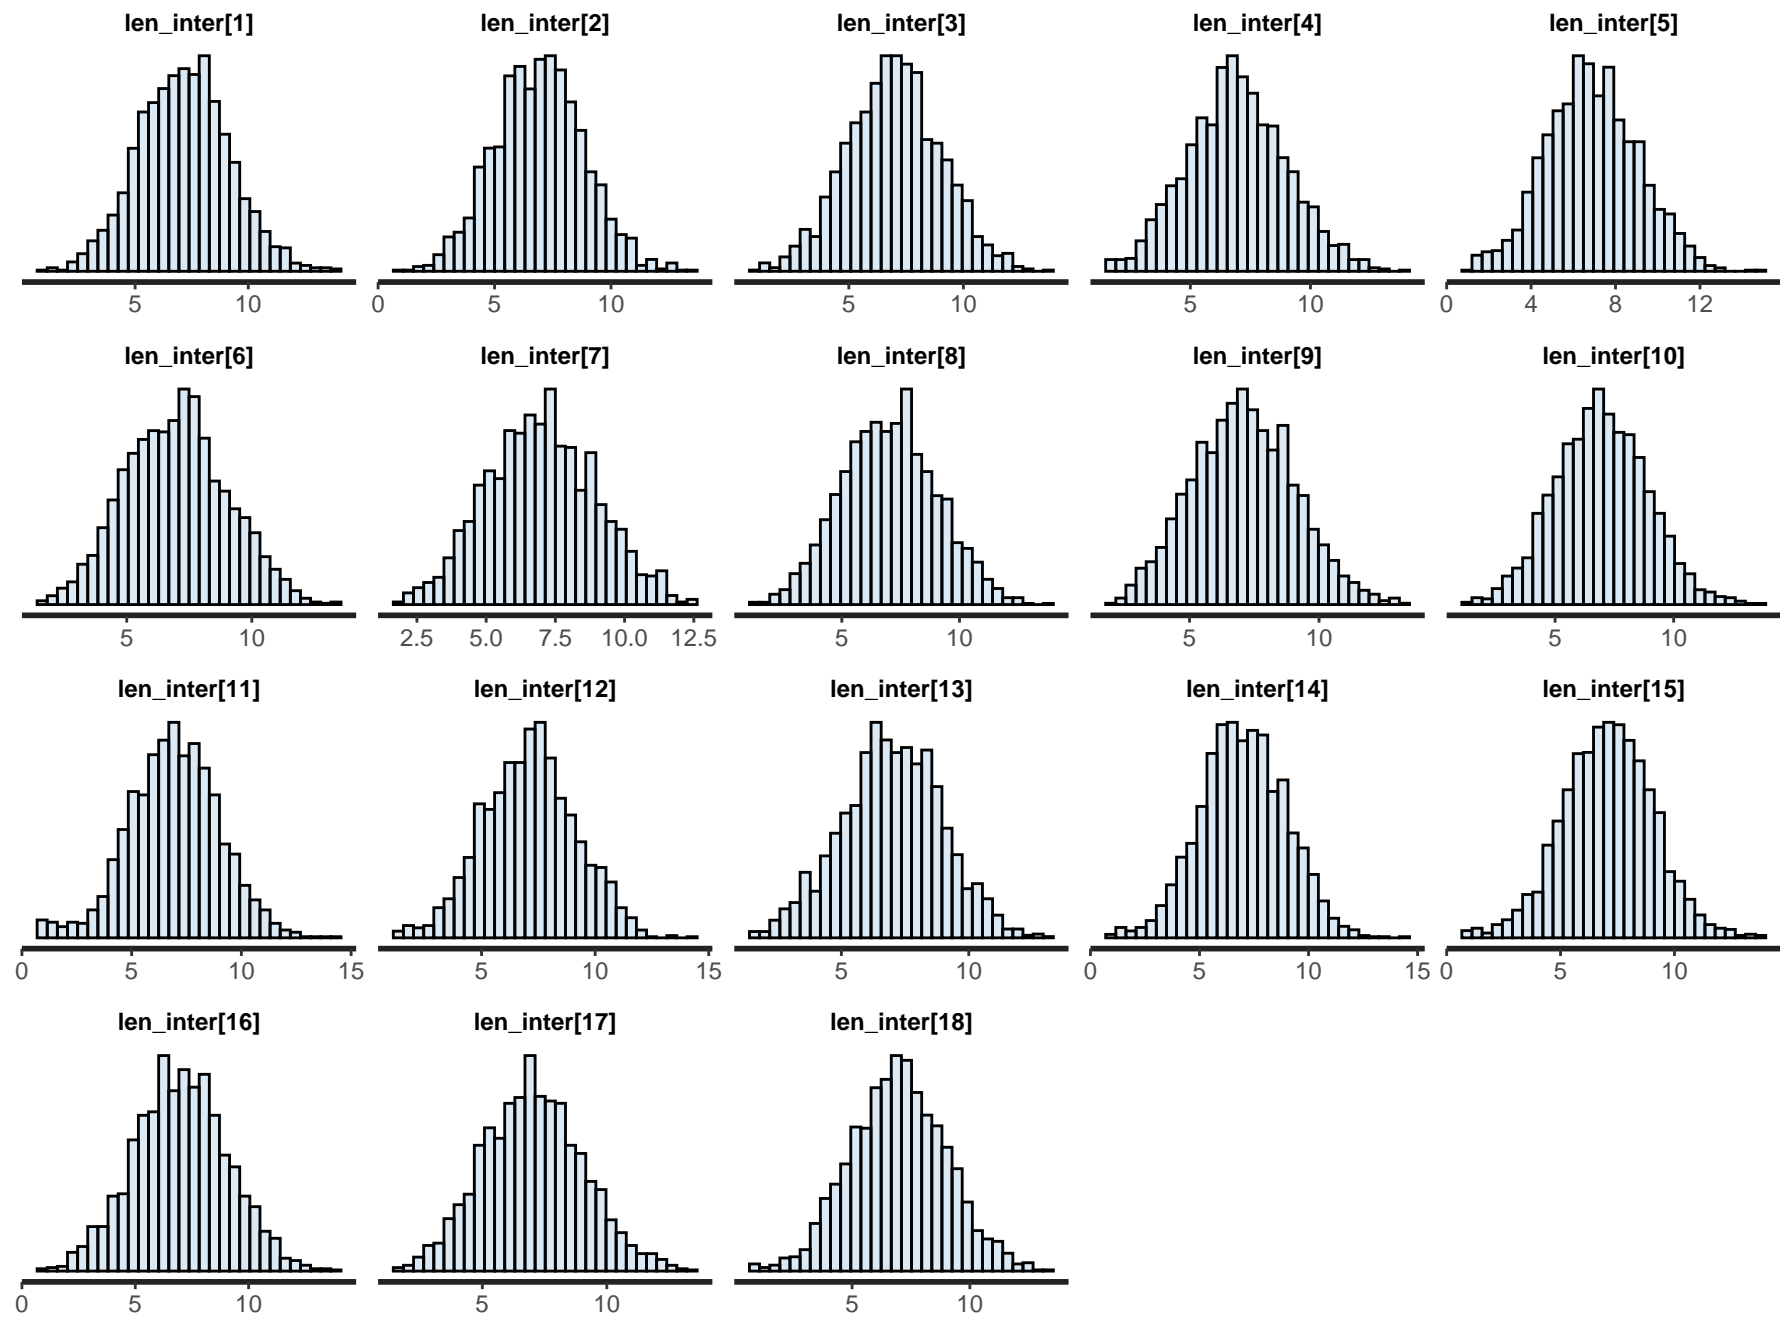 len_inter[1] len_inter[2] len_inter[3] len_inter[4] len_inter[5]
5 10 0 5 10 5 10 5 10 0 4 8 12
len_inter[6] len_inter[7] len_inter[8] len_inter[9] len_inter[10]
5 10 2.5 5.0 7.5 10.0 12.5 5 10 5 10 5 10
len_inter[11] len_inter[12] len_inter[13] len_inter[14] len_inter[15]
0 5 10 15 5 10 15 5 10 0 5 10 15 0 5 10
len_inter[16] len_inter[17] len_inter[18]
0 5 10 5 10 5 10